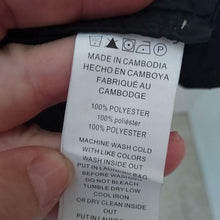 MADE IN CAMBODIA
HECHO EN CAMBOYA
FABRIQUÉ AU
CAMBODGE
100% POLYESTER
100% POLIESTER
100% POLYESTER
MACHINE WASH COLD
WITH LIKE COLORS
WASH INSIDE OUT
PUT IN LAUNDRY BAG
BEFORE WASHING
DO NOT BLEACH
TUMBLE DRY LOW
COOL IRON
OR DRY CLEAN
INSIDE OUT